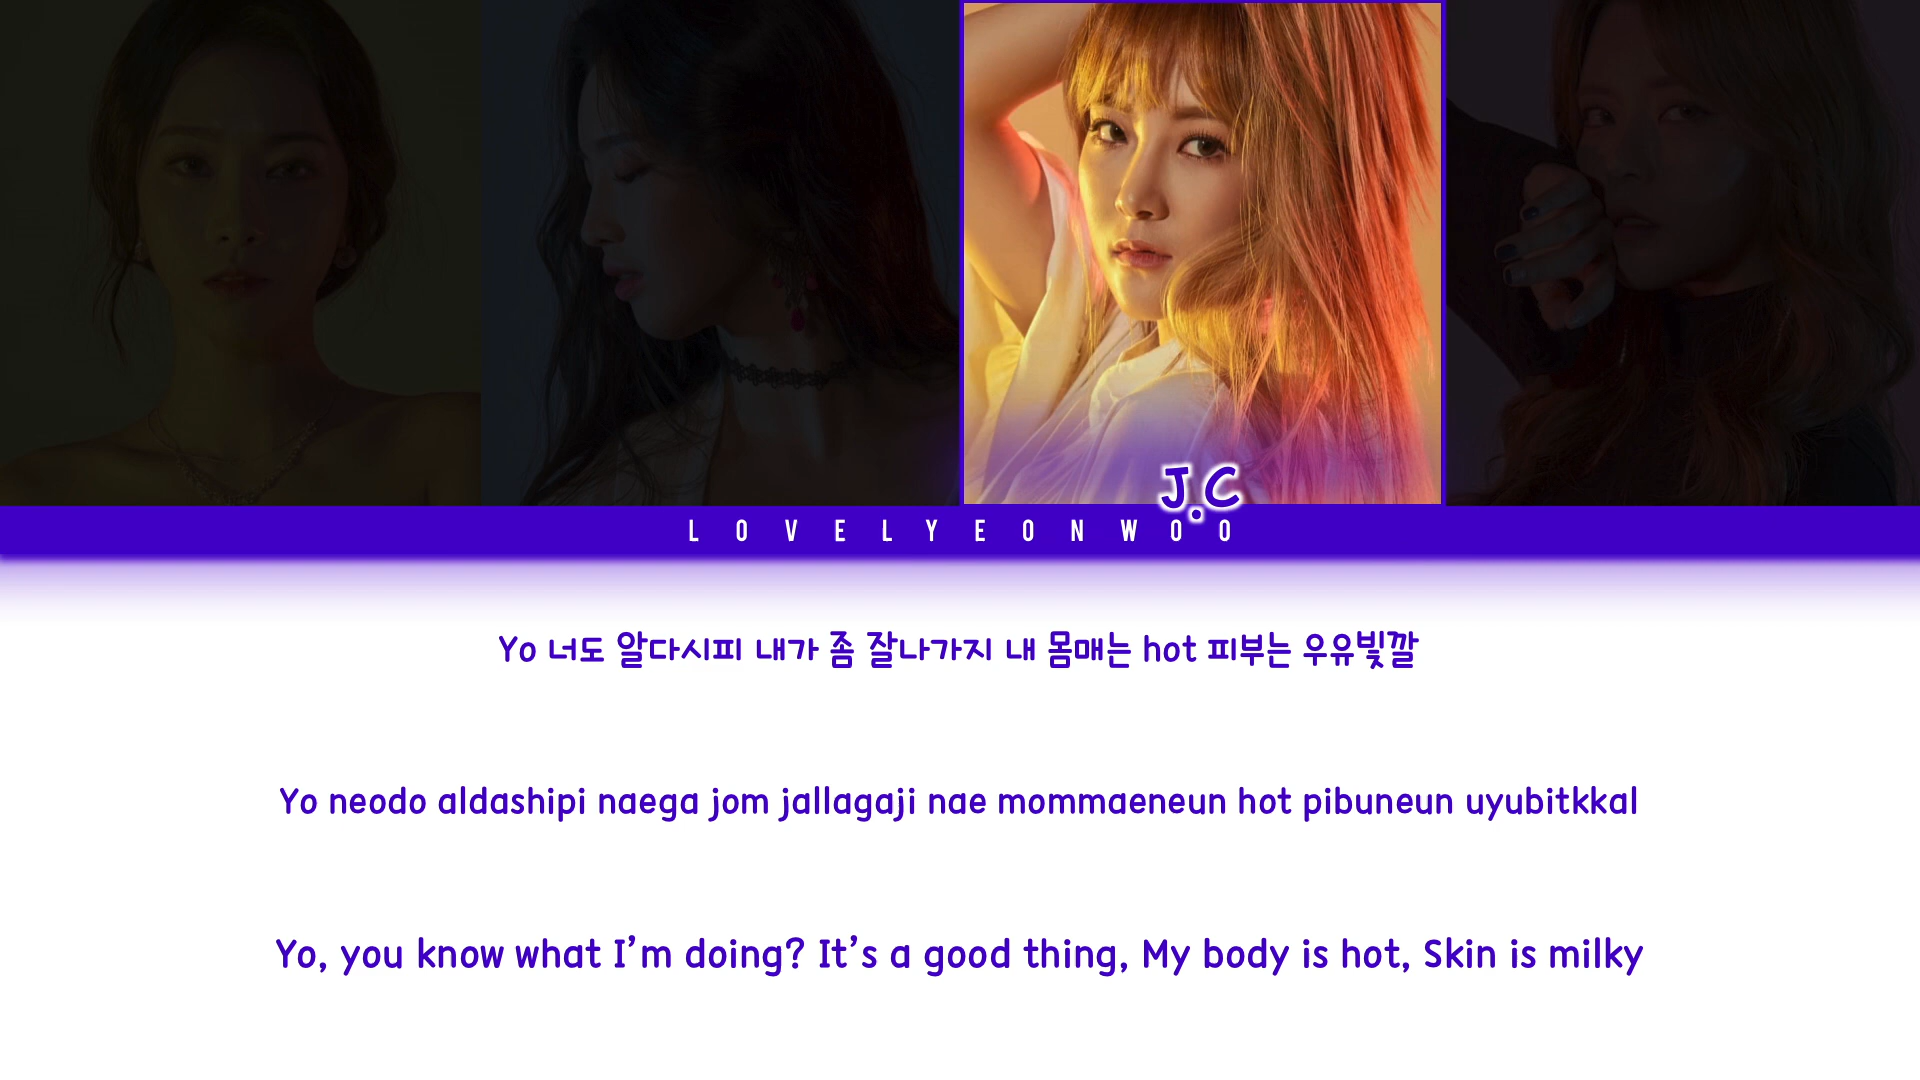 J.C
LOVELYEONWOO
Yo 너도 알다시피 내가 좀 잘나가지 내 몸매는 hot 피부는 우유빛깔
Yo neodo aldashipi naega jom jallagaji nae mommaeneun hot pibuneun uyubitkkal
Yo, you know what I’m doing? It’s a good thing, My body is hot, Skin is milky